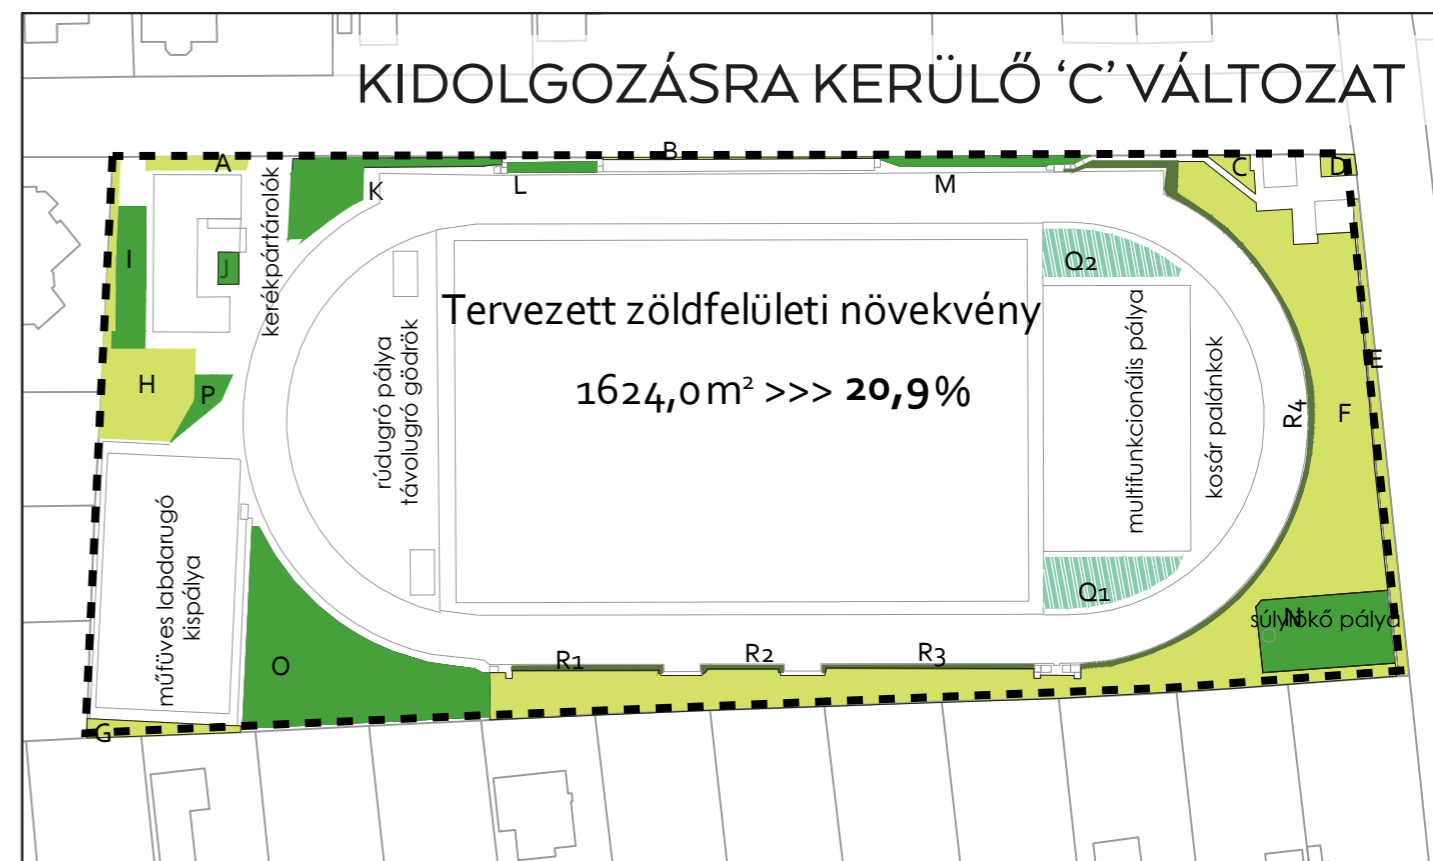 KIDOLGOZÁSRA KERÜLŐ ‘C’ VÁLTOZAT
A
B
C
D
K
L
M
kerékpártárolók
I
J
Q2
Tervezett zöldfelületi növekvény
1624,0m² >>> 20,9%
rúdugró pálya
távolugró gödrök
multifunkcionális pálya
kosár palánkok
R4
E
F
H
P
műfüves labdarugó
kispálya
Q1
N
súlylökő pálya
O
R1
R2
R3
G